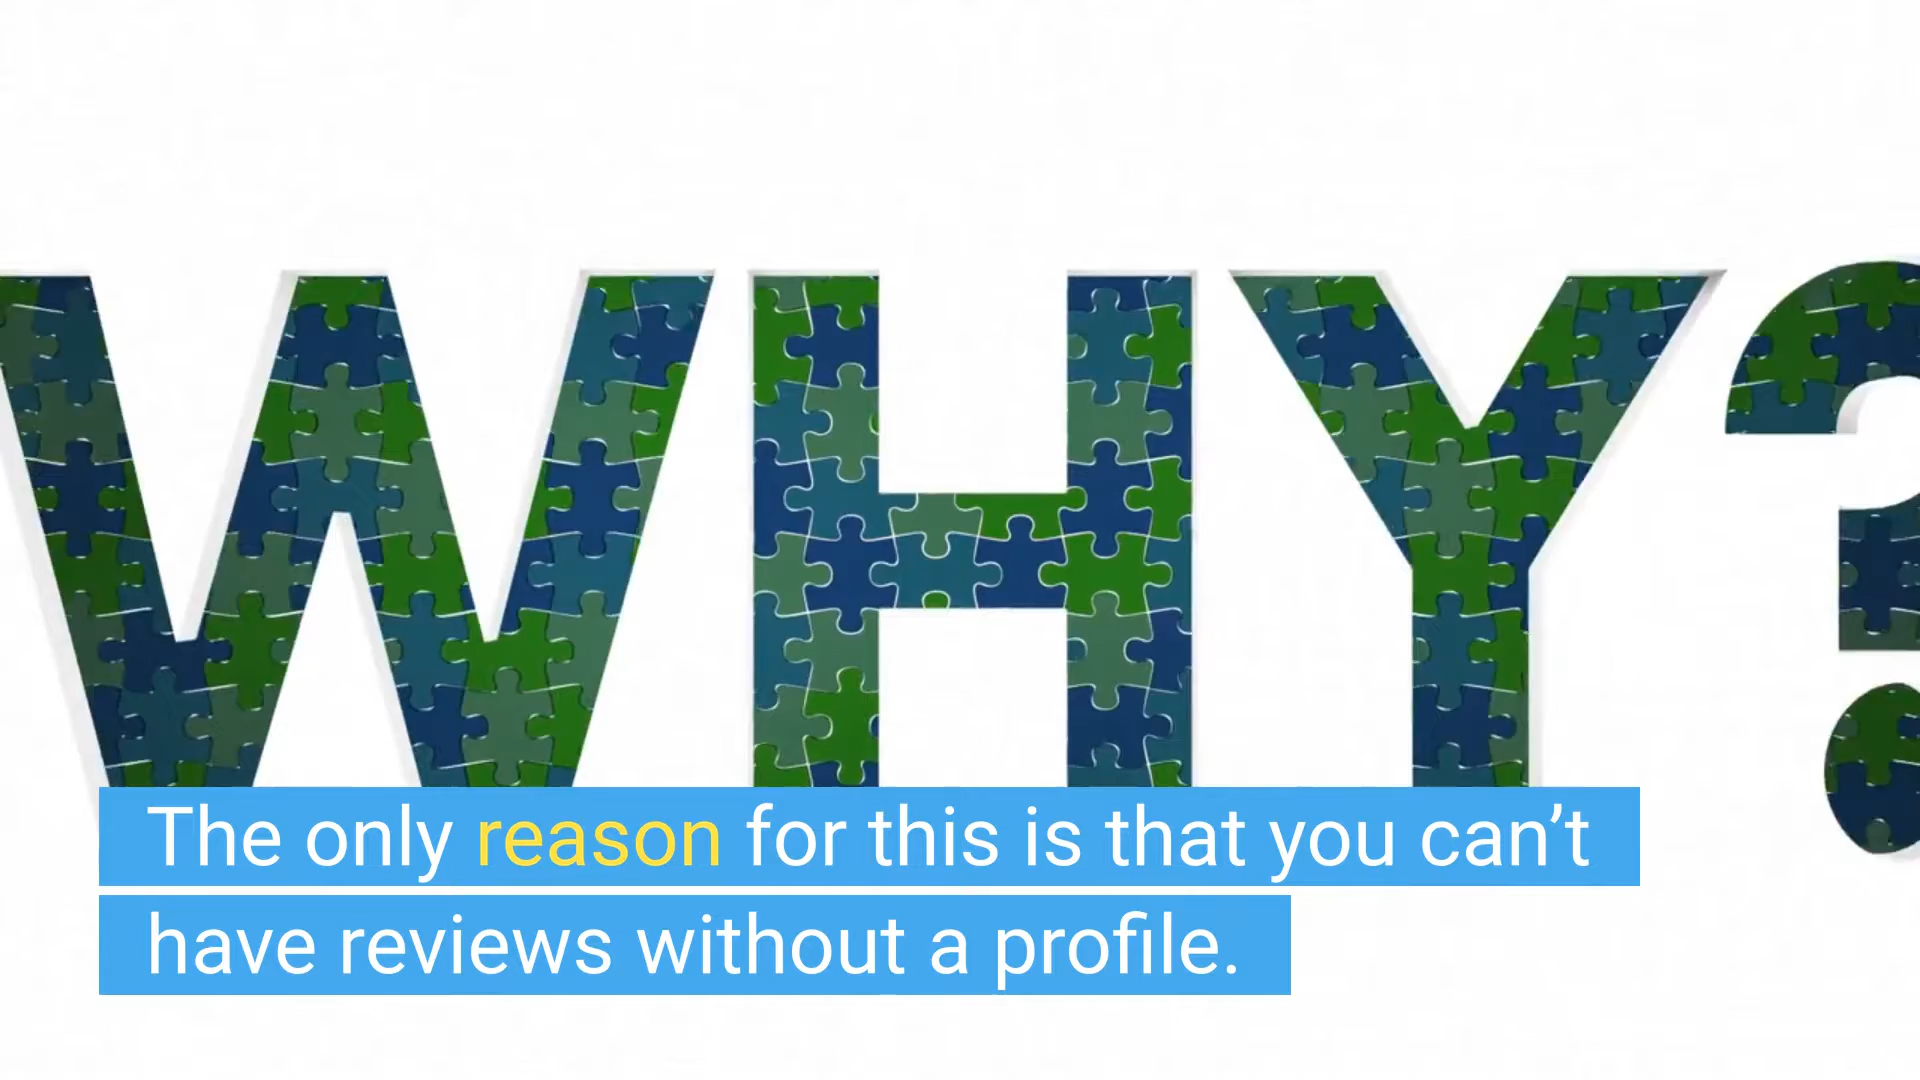 WHY?
The only reason for this is that you can’t
have reviews without a profile.